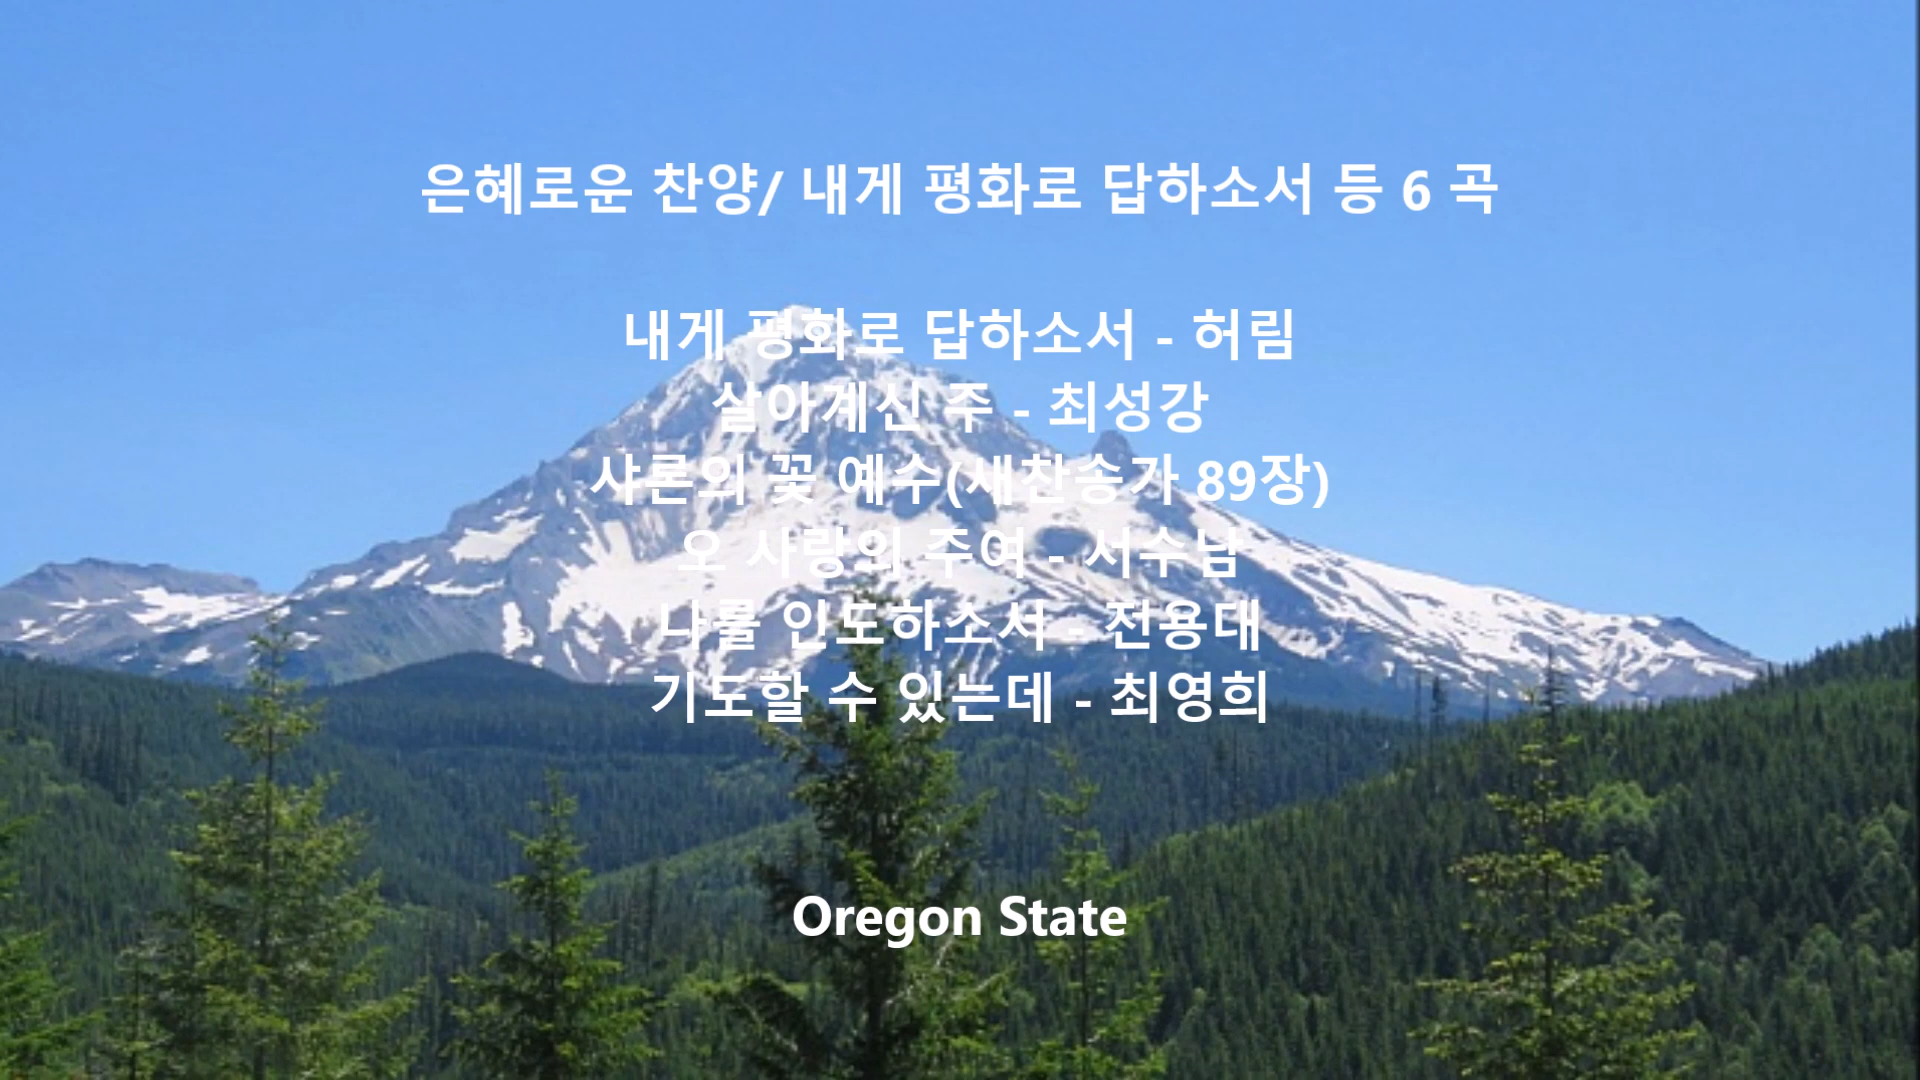 은혜로운 찬양/ 내게 평화로 답하소서 등 6 곡
내게 평화로 답하소서 - 허림
살아계신 주 - 최성강
샤론의 꽃 예수(새찬송가 89장)
오 사랑의 주여 - 서수남
나를 인도하소서 - 전용대
기도할 수 있는데 - 최영희
Oregon State